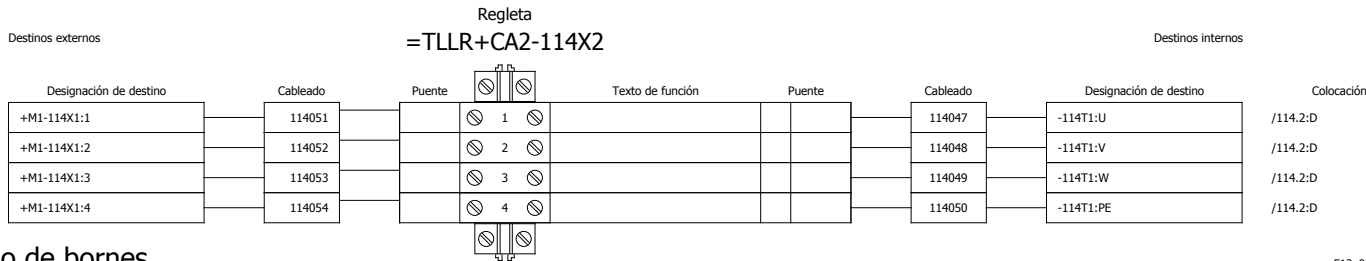 Regleta
Destinos externos =TLLR+CA2-114X2 Destinos internos
Designación de destino Cableado Puente Texto de función Puente Cableado Designación de destino Colocación
+M1-114X1:1 114051 1 114047 -114T1:U /114.2:D
+M1-114X1:2 114052 2 114048 -114T1:V /114.2:D
+M1-114X1:3 114053 3 114049 -114T1:W /114.2:D
+M1-114X1:4 114054 4 114050 -114T1:PE /114.2:D
de bornes